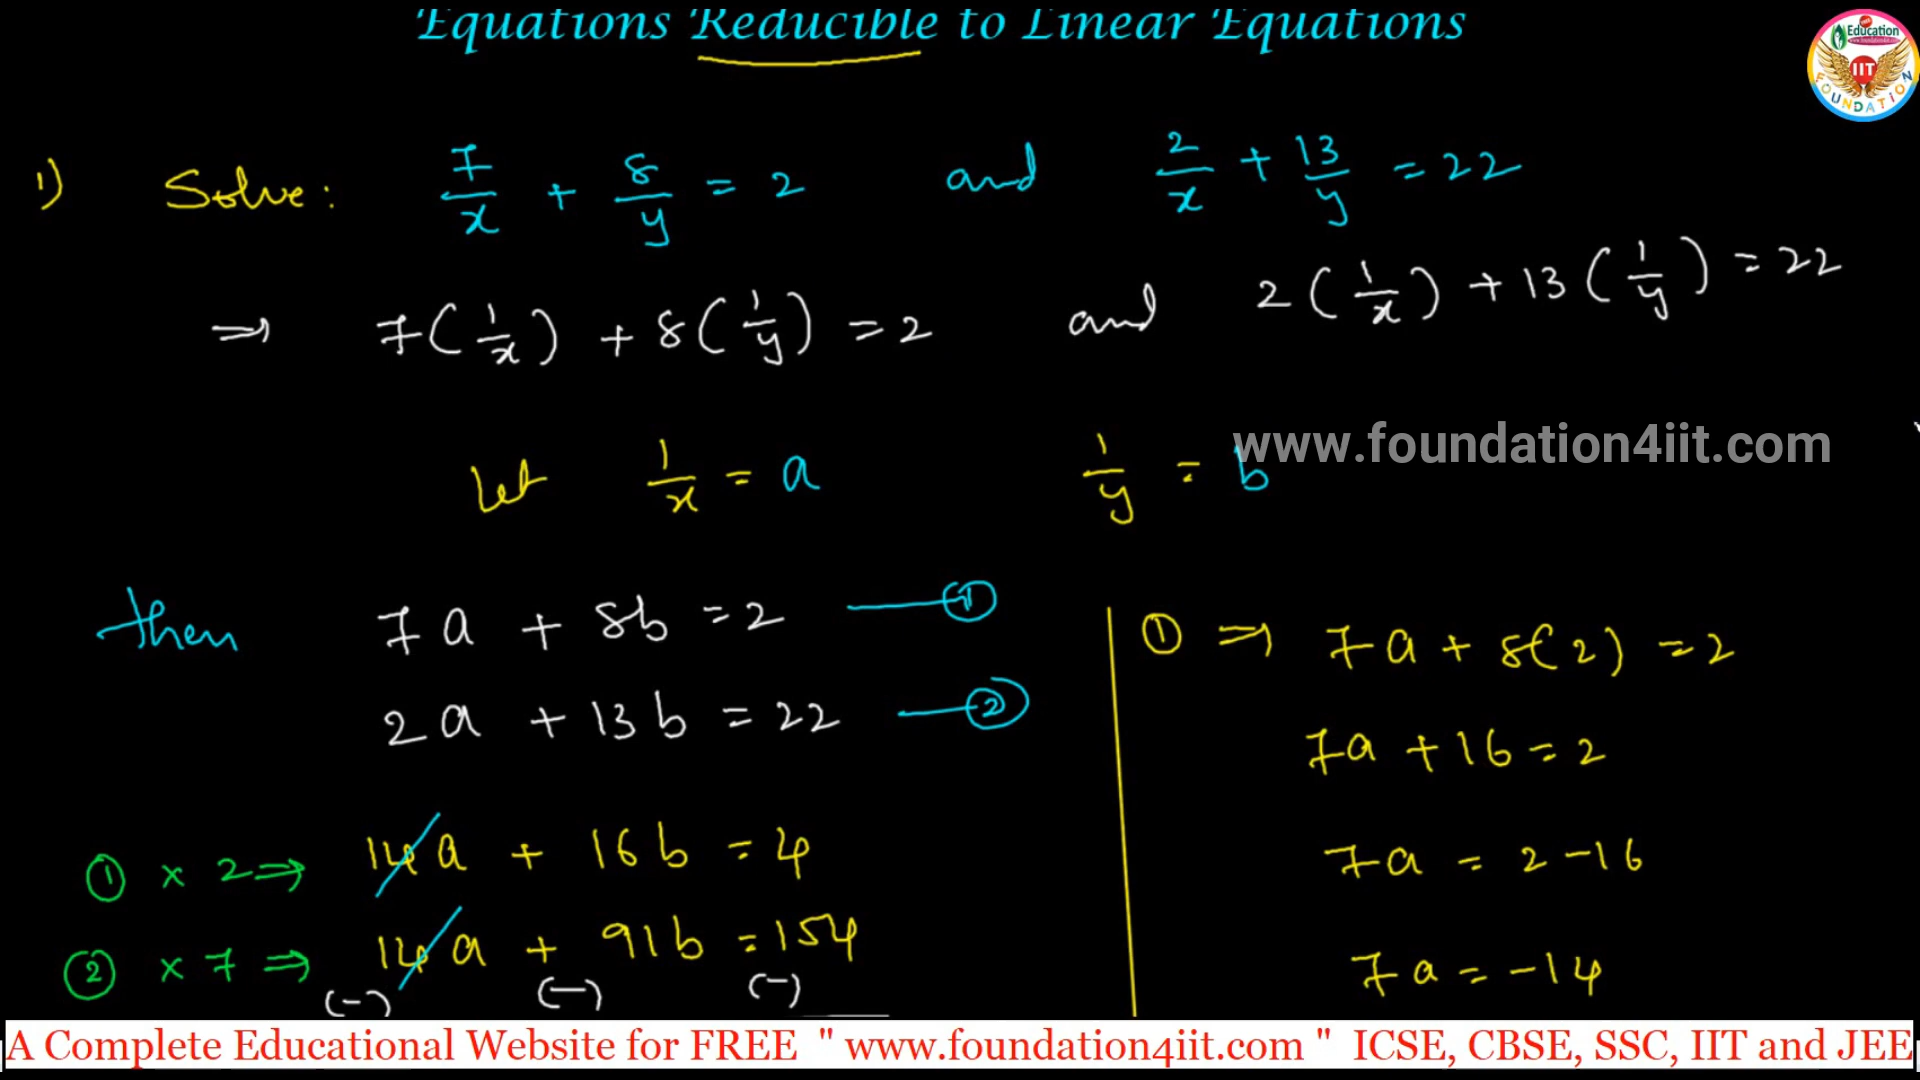 Equations Reducible to Linear Equations
Education
IIT
FOUNDATION
1) Solve: 7/x + 8/y = 2 and 2/x + 13/y = 22
⇒ 7(1/x) + 8(1/y) = 2 and 2(1/x) + 13(1/y) = 22
www.foundation4iit.com
Let 1/x = a 1/y = b
then 7a + 8b = 2 — ①
2a + 13b = 22 — ②
① x 2 ⇒ 14a + 16b = 4
② x 7 ⇒ 14a + 91b = 154
(-) (-) (-)
① ⇒ 7a + 8(2) = 2
7a + 16 = 2
7a = 2 - 16
7a = -14
A Complete Educational Website for FREE " www.foundation4iit.com " ICSE, CBSE, SSC, IIT and JEE